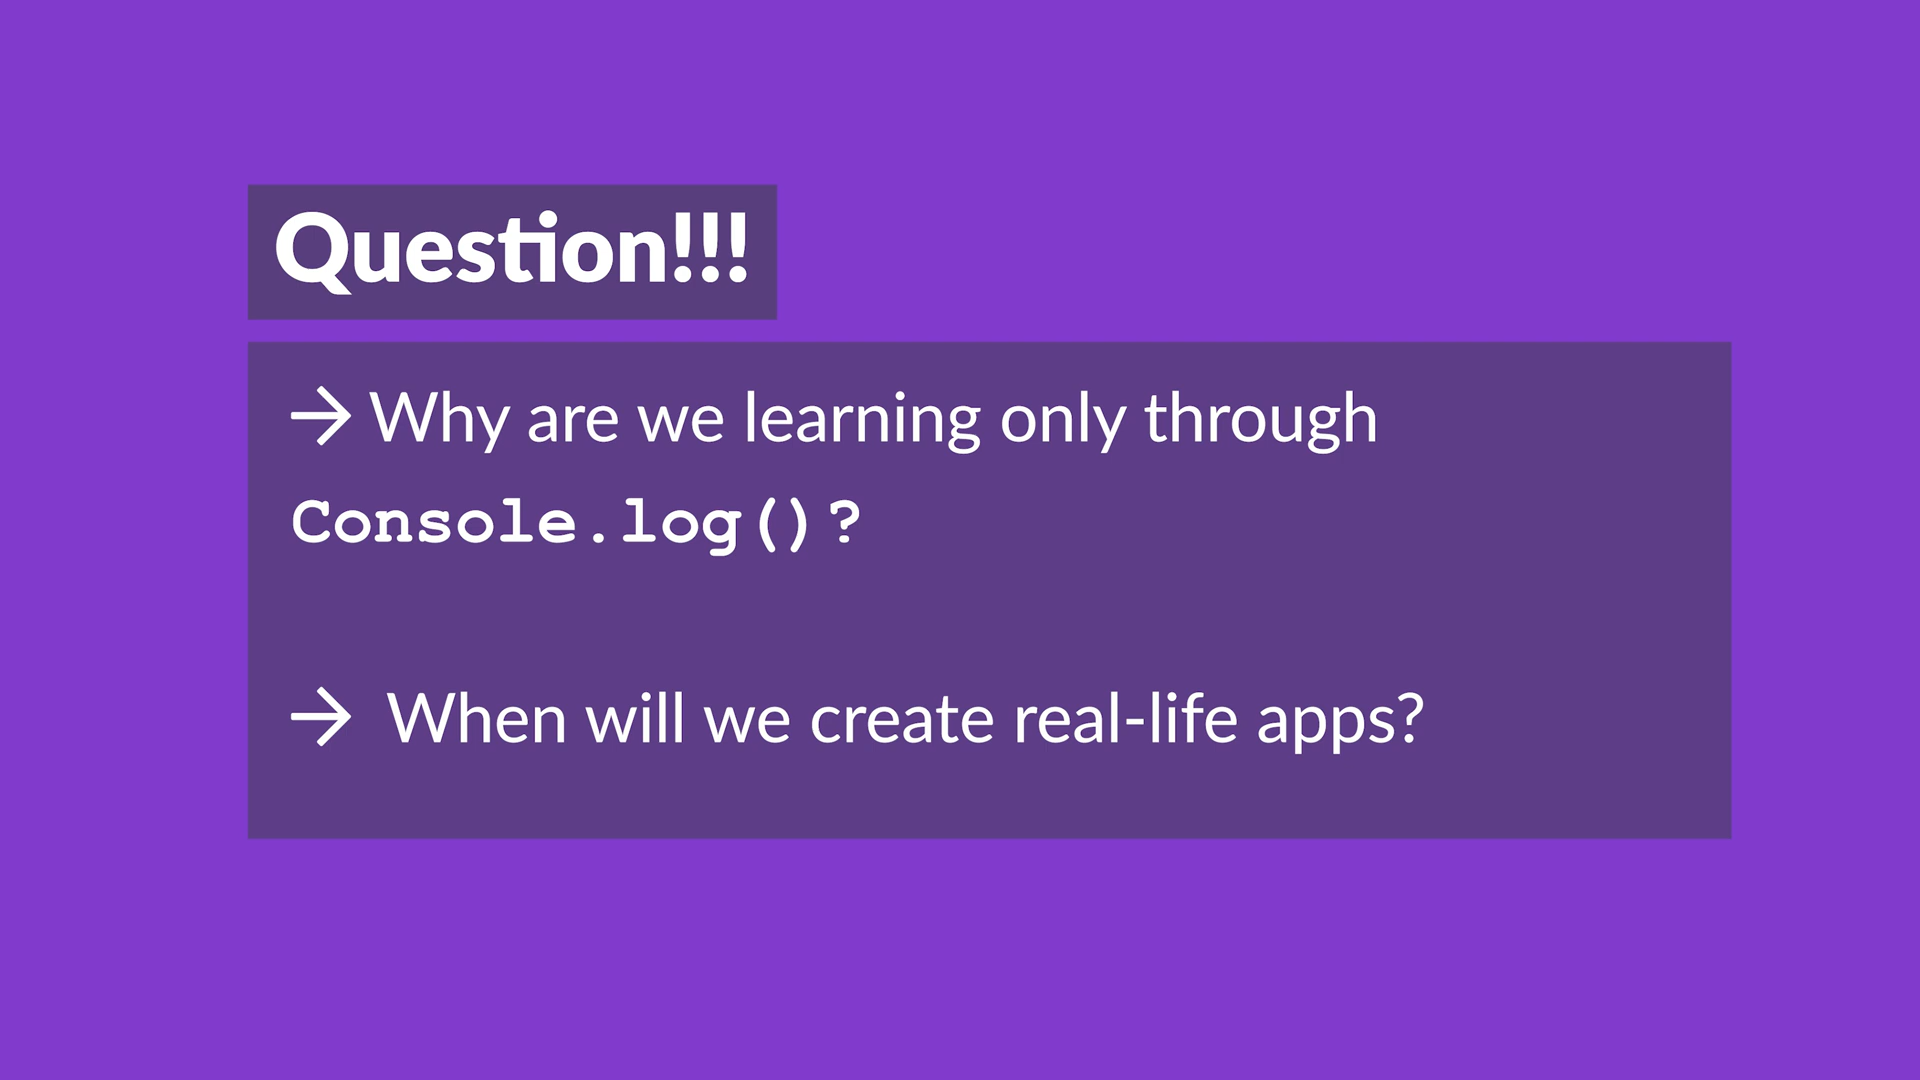 Question!!!
→ Why are we learning only through
Console.log()?
→ When will we create real-life apps?